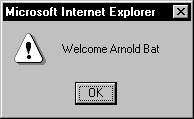 Microsoft Internet Explorer
Welcome Arnold Bat
OK